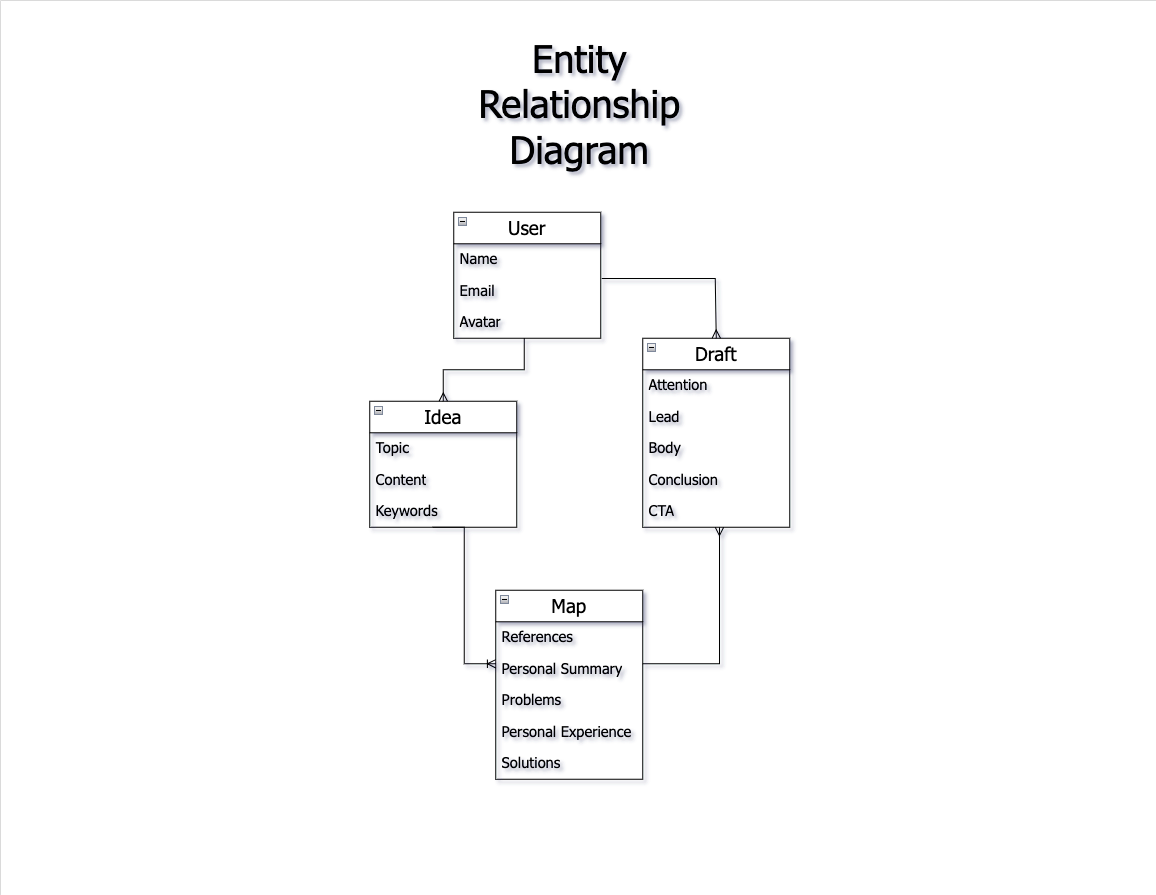 Entity
Relationship
Diagram
User
Name
Email
Avatar
Draft
Attention
Lead
Body
Conclusion
CTA
Idea
Topic
Content
Keywords
Map
References
Personal Summary
Problems
Personal Experience
Solutions